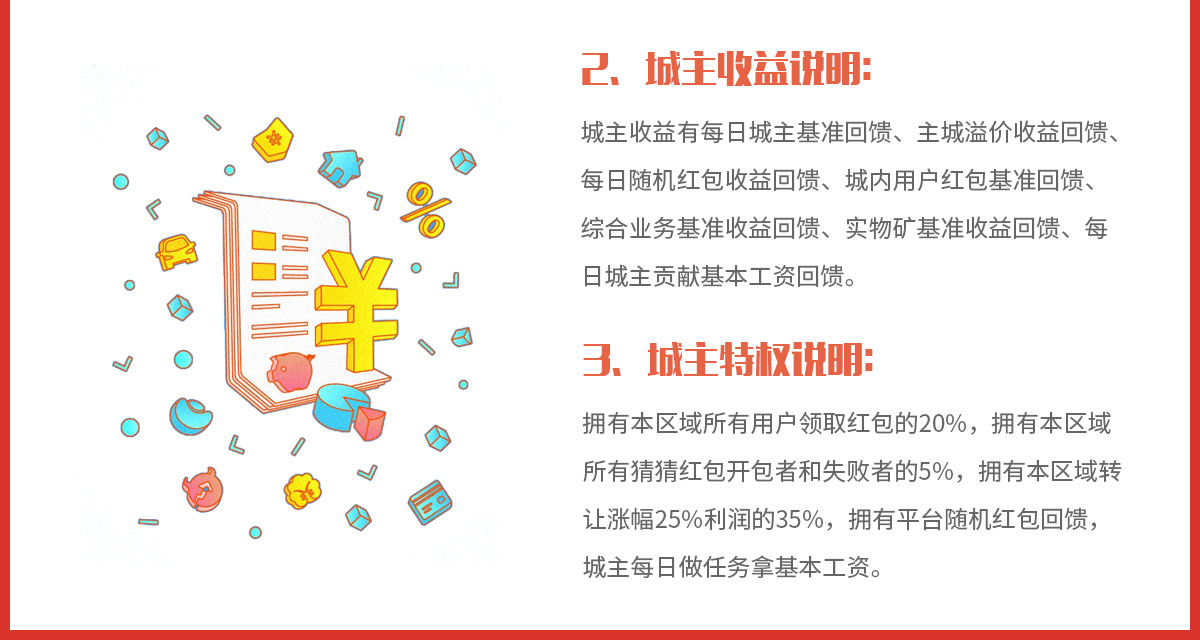 2、城主收益说明:
城主收益有每日城主基准回馈、主城溢价收益回馈、
每日随机红包收益回馈、城内用户红包基准回馈、
综合业务基准收益回馈、实物矿基准收益回馈、每
日城主贡献基本工资回馈。
3、城主特权说明:
拥有本区域所有用户领取红包的20%，拥有本区域
所有猜猜红包开包者和失败者的5%，拥有本区域转
让涨幅25%利润的35%，拥有平台随机红包回馈，
城主每日做任务拿基本工资。